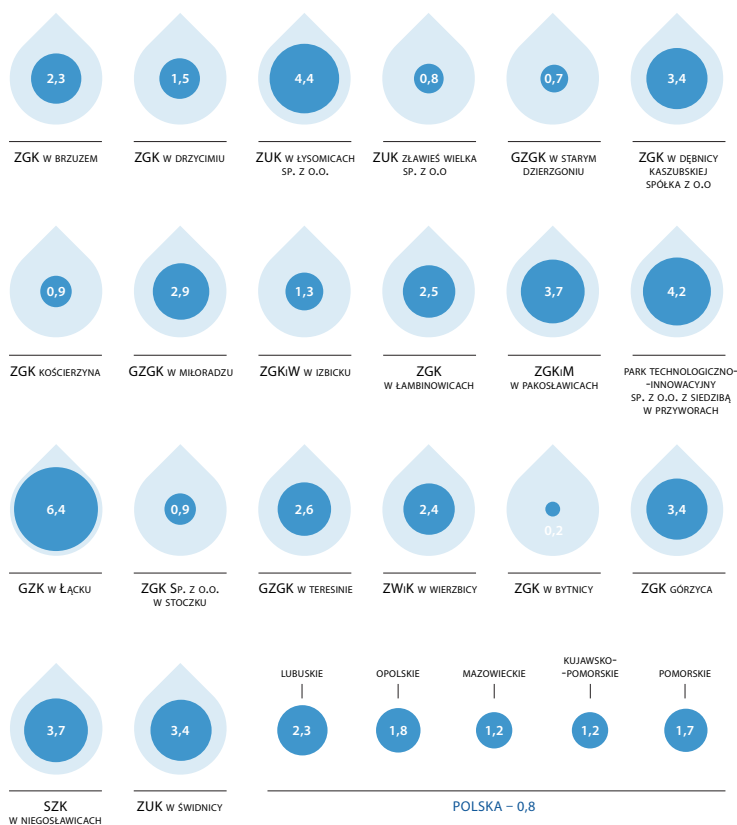 2,3
1,5
4,4
0,8
0,7
3,4
ZGK W BRZUZEM
ZGK W DRZYCIMIU
ZUK W ŁYSOMICACH
SP. Z O.O.
ZUK ZŁAWIEŚ WIELKA
SP. Z O.O
GZGK W STARYM
DZIERZGONIU
ZGK W DĘBNICY
KASZUBSKIEJ
SPÓŁKA Z O.O
0,9
2,9
1,3
2,5
3,7
4,2
ZGK KOŚCIERZYNA
GZGK W MIŁORADZU
ZGKIW W IZBICKU
ZGK
W ŁAMBINOWICACH
ZGKIM
W PAKOSŁAWICACH
PARK TECHNOLOGICZNO-
-INNOWACYJNY
SP. Z O.O. Z SIEDZIBĄ
W PRZYWORACH
6,4
0,9
2,6
2,4
0,2
3,4
GZK W ŁĄCKU
ZGK SP. Z O.O.
W STOCZKU
GZGK W TERESINIE
ZWIK W WIERZBICY
ZGK W BYTNICY
ZGK GÓRZYCA
3,7
3,4
SZK
W NIEGOSŁAWICACH
ZUK W ŚWIDNICY
LUBUSKIE
OPOLSKIE
MAZOWIECKIE
KUJAWSKO-
-POMORSKIE
POMORSKIE
2,3
1,8
1,2
1,2
1,7
POLSKA – 0,8